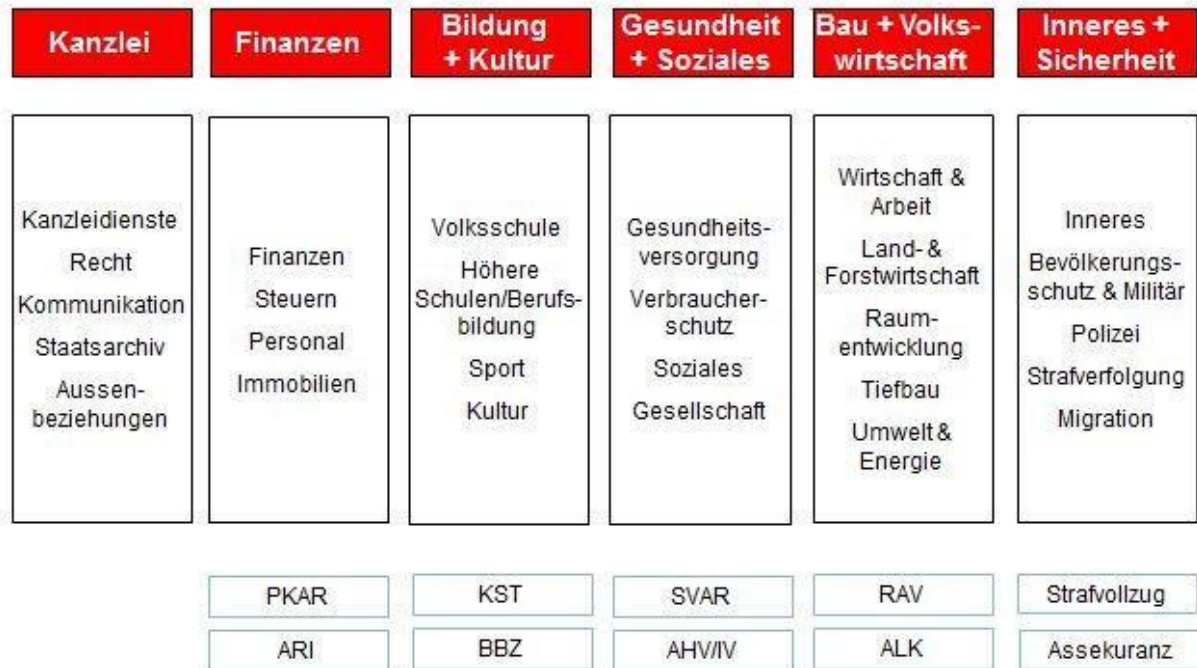 Kanzlei
Finanzen
Bildung
+ Kultur
Gesundheit
+ Soziales
Bau + Volks-
wirtschaft
Inneres +
Sicherheit
Kanzleidienste
Recht
Kommunikation
Staatsarchiv
Aussen-
beziehungen
Finanzen
Steuern
Personal
Immobilien
Volksschule
Höhere
Schulen/Berufs-
bildung
Sport
Kultur
Gesundheits-
versorgung
Verbraucher-
schutz
Soziales
Gesellschaft
Wirtschaft &
Arbeit
Land- &
Forstwirtschaft
Raum-
entwicklung
Tiefbau
Umwelt &
Energie
Inneres
Bevölkerungs-
schutz & Militär
Polizei
Strafverfolgung
Migration
PKAR
KST
SVAR
RAV
Strafvollzug
ARI
BBZ
AHV/IV
ALK
Assekuranz